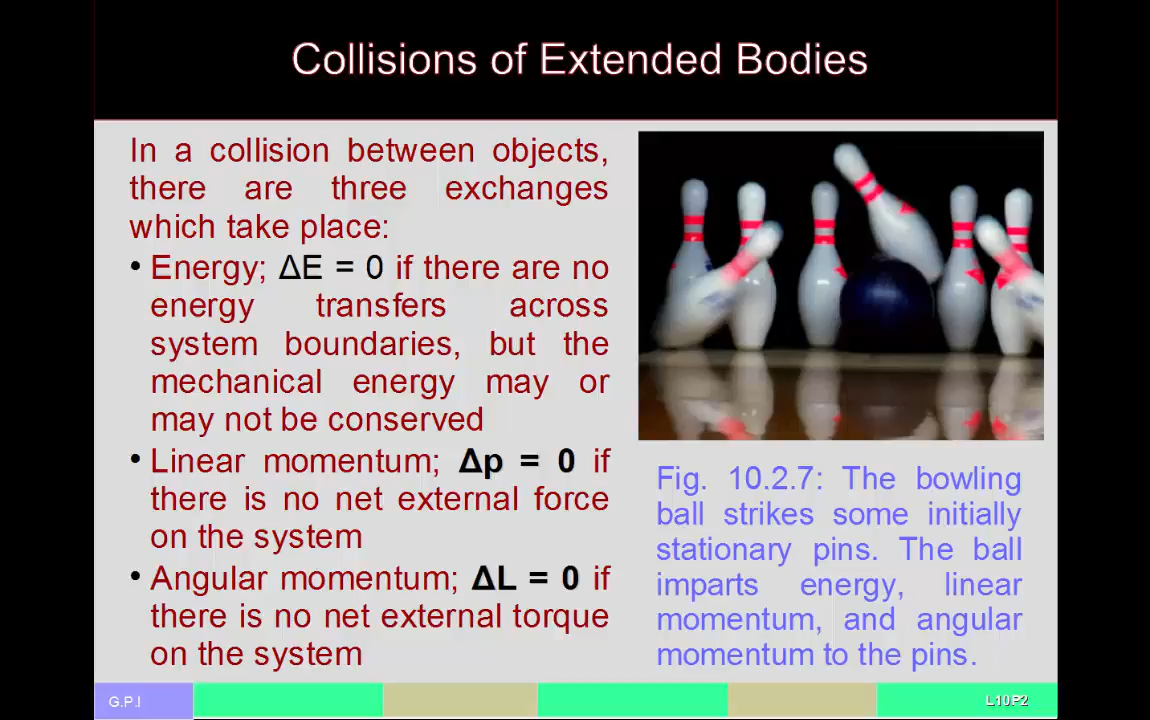 Collisions of Extended Bodies
In a collision between objects,
there are three exchanges
which take place:
• Energy; ΔE = 0 if there are no
energy transfers across
system boundaries, but the
mechanical energy may or
may not be conserved
• Linear momentum; Δp = 0 if
there is no net external force
on the system
• Angular momentum; ΔL = 0 if
there is no net external torque
on the system
Fig. 10.2.7: The bowling
ball strikes some initially
stationary pins. The ball
imparts energy, linear
momentum, and angular
momentum to the pins.
G.P.I
L10P2